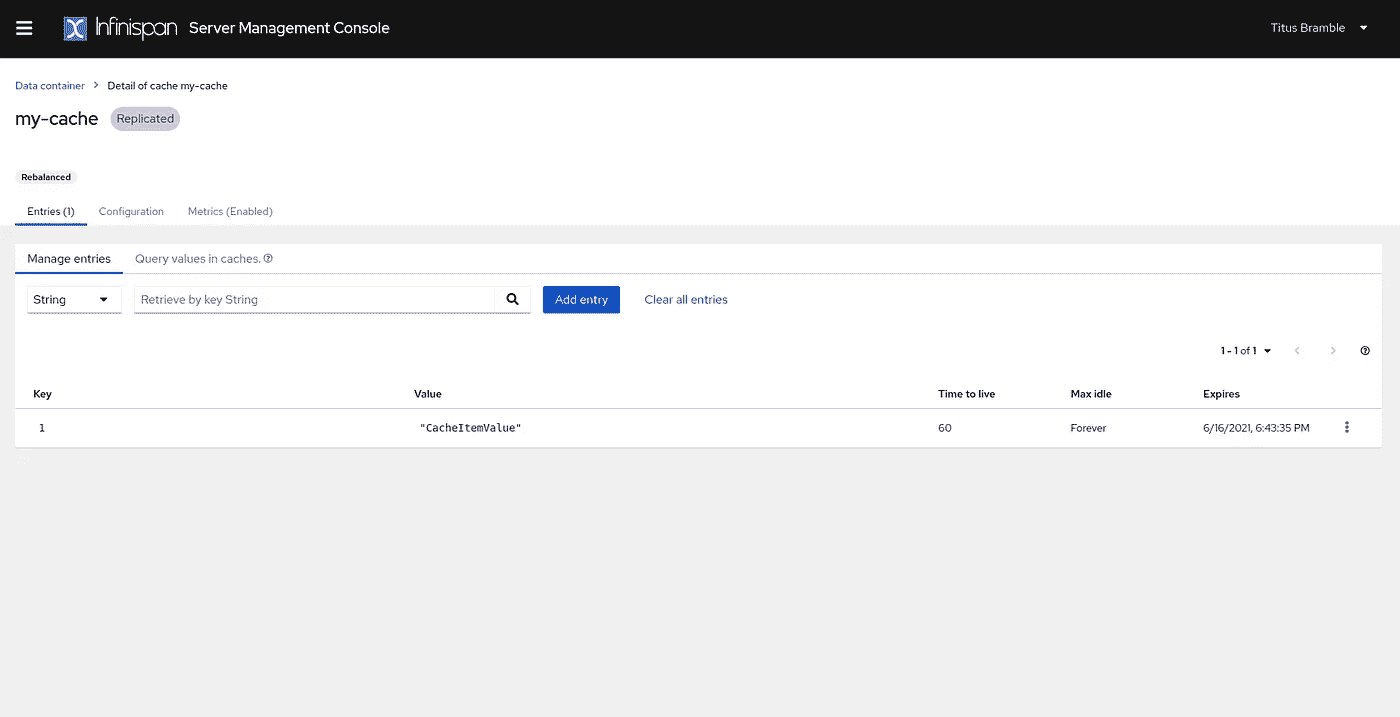 Infinispan Server Management Console Titus Bramble
Data container > Detail of cache my-cache
my-cache Replicated
Rebalanced
Entries (1) Configuration Metrics (Enabled)
Manage entries Query values in caches.
String Retrieve by key String Add entry Clear all entries
1 - 1 of 1
Key Value Time to live Max idle Expires
1 "CacheItemValue" 60 Forever 6/16/2021, 6:43:35 PM